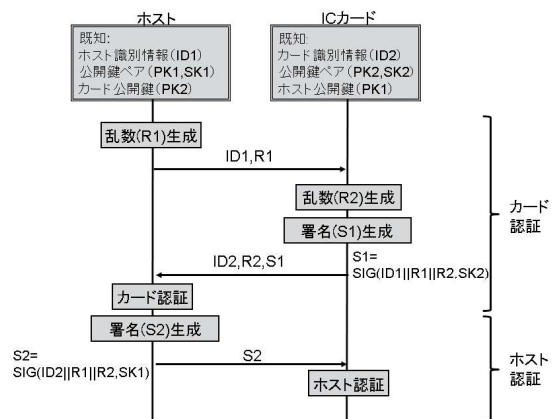 ホスト
ICカード
既知:
ホスト識別情報(ID1)
公開鍵ペア(PK1,SK1)
カード公開鍵(PK2)
既知:
カード識別情報(ID2)
公開鍵ペア(PK2,SK2)
ホスト公開鍵(PK1)
乱数(R1)生成
ID1,R1
乱数(R2)生成
署名(S1)生成
カード
認証
ID2,R2,S1
S1=
SIG(ID1||R1||R2,SK2)
カード認証
署名(S2)生成
S2=
SIG(ID2||R1||R2,SK1)
S2
ホスト認証
ホスト
認証